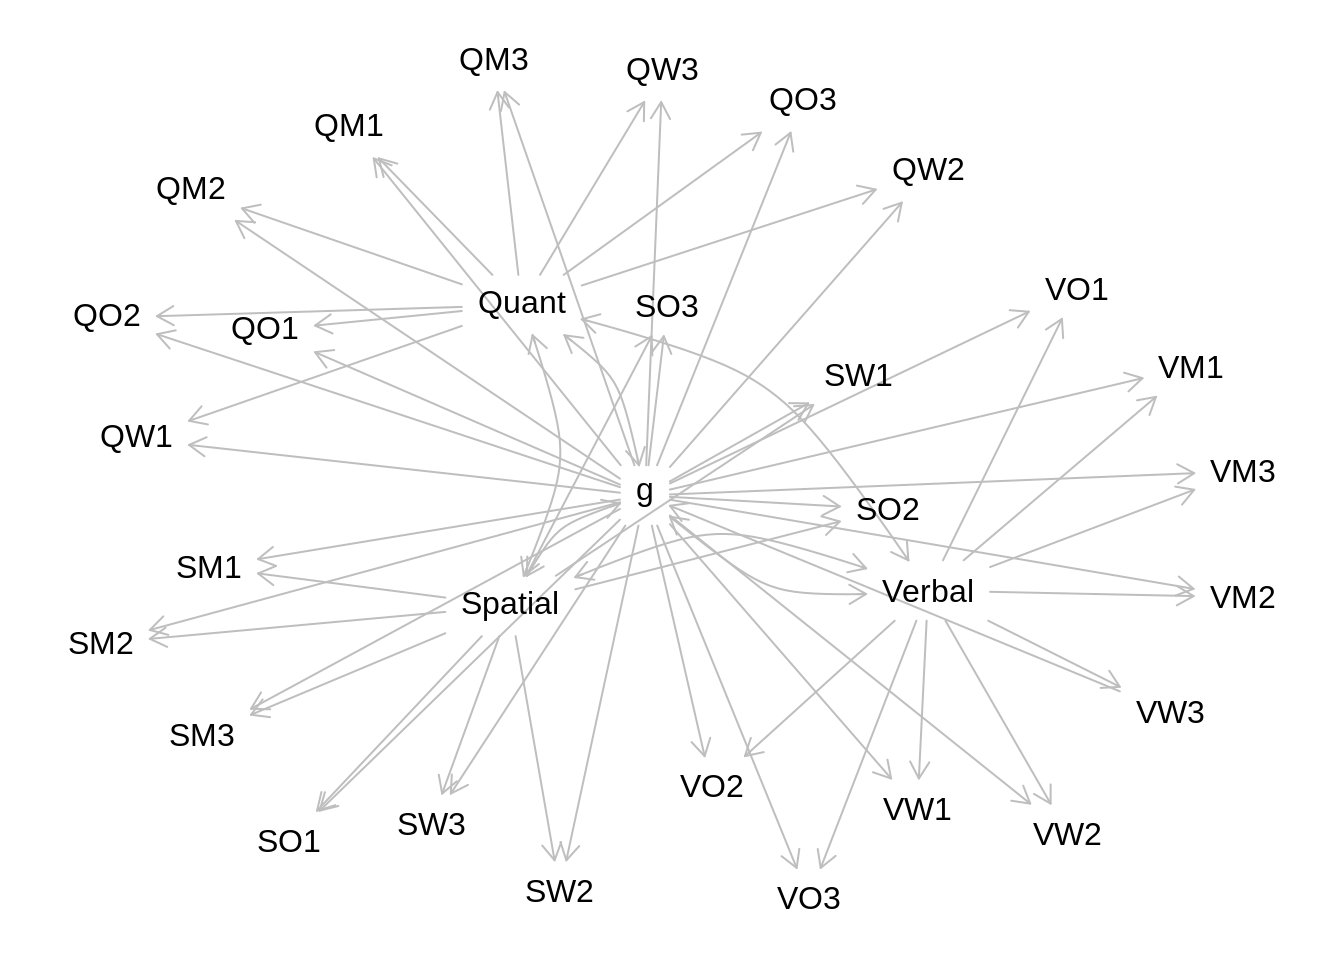 QM3
QW3
QO3
QM1
QW2
QM2
VO1
Quant
SO3
QO2
QO1
VM1
SW1
QW1
VM3
g
SO2
SM1
Verbal
VM2
Spatial
SM2
VW3
SM3
VO2
VW1
SW3
VW2
SO1
SW2
VO3